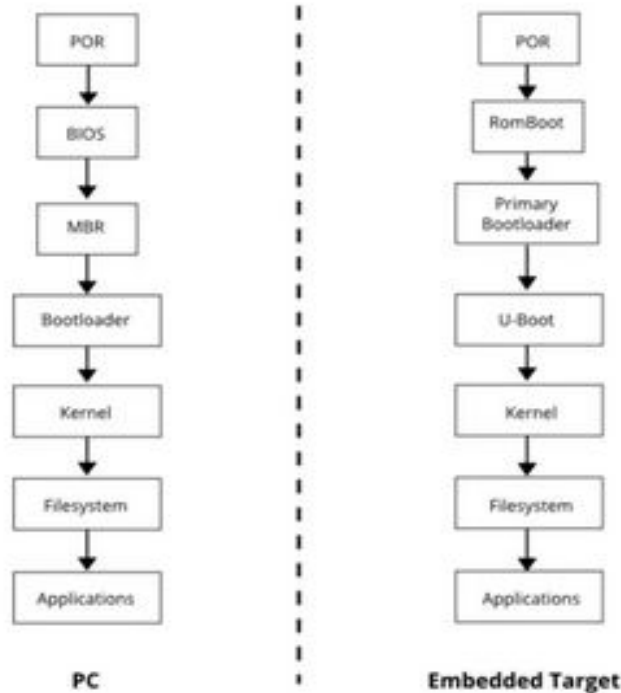 POR
BIOS
MBR
Bootloader
Kernel
Filesystem
Applications
PC
POR
RomBoot
Primary
Bootloader
U-Boot
Kernel
Filesystem
Applications
Embedded Target